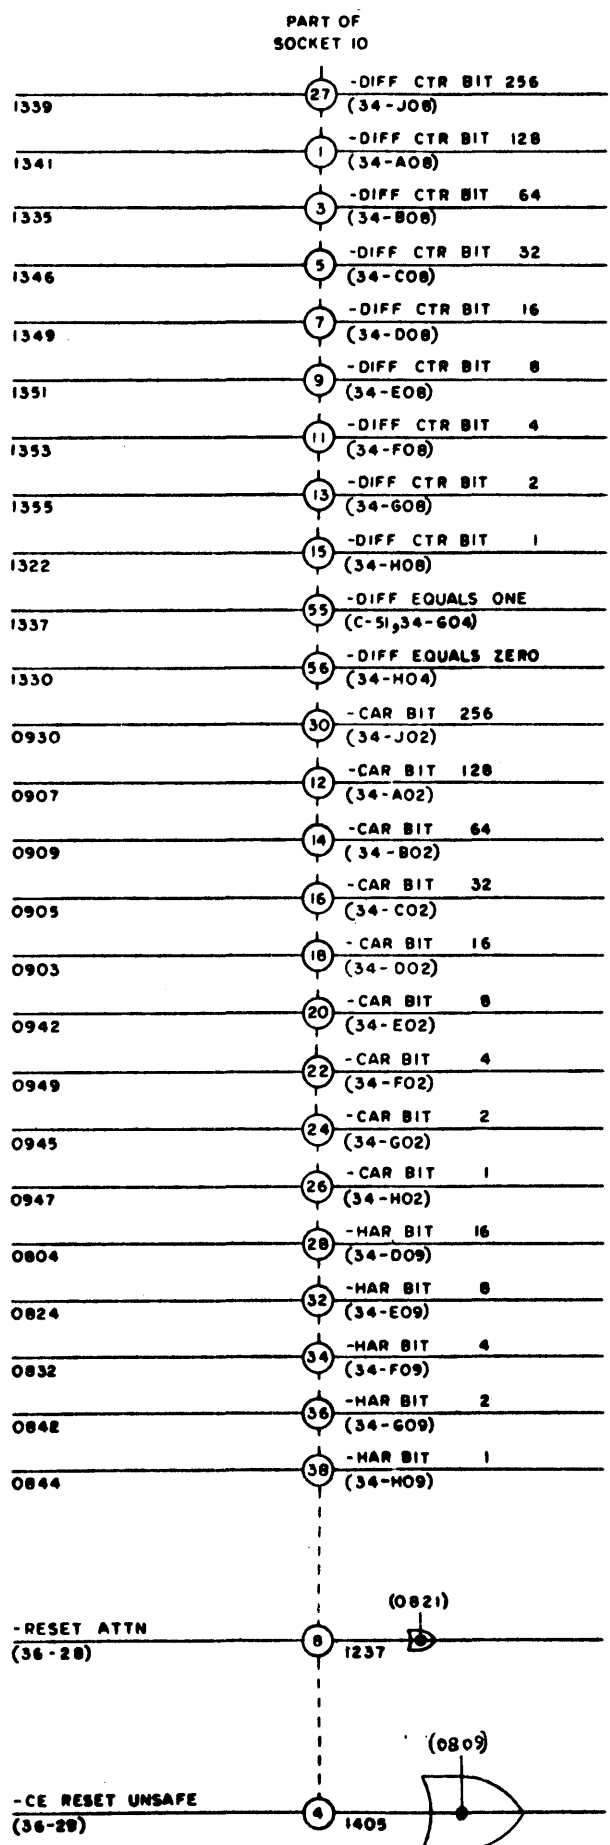 PART OF
SOCKET 10
27 -DIFF CTR BIT 256
1339 (34-J08)
1 -DIFF CTR BIT 128
1341 (34-A08)
3 -DIFF CTR BIT 64
1335 (34-B08)
5 -DIFF CTR BIT 32
1346 (34-C08)
7 -DIFF CTR BIT 16
1349 (34-D08)
9 -DIFF CTR BIT 8
1351 (34-E08)
11 -DIFF CTR BIT 4
1353 (34-F08)
13 -DIFF CTR BIT 2
1355 (34-G08)
15 -DIFF CTR BIT 1
1322 (34-H08)
55 -DIFF EQUALS ONE
1337 (C-51,34-G04)
56 -DIFF EQUALS ZERO
1330 (34-H04)
30 -CAR BIT 256
0930 (34-J02)
12 -CAR BIT 128
0907 (34-A02)
14 -CAR BIT 64
0909 (34-B02)
16 -CAR BIT 32
0905 (34-C02)
18 -CAR BIT 16
0903 (34-D02)
20 -CAR BIT 8
0942 (34-E02)
22 -CAR BIT 4
0949 (34-F02)
24 -CAR BIT 2
0945 (34-G02)
26 -CAR BIT 1
0947 (34-H02)
28 -HAR BIT 16
0804 (34-D09)
32 -HAR BIT 8
0824 (34-E09)
34 -HAR BIT 4
0832 (34-F09)
36 -HAR BIT 2
0842 (34-G09)
38 -HAR BIT 1
0844 (34-H09)
(0821)
-RESET ATTN 8
(36-28) 1237
(0809)
-CE RESET UNSAFE 4
(36-29) 1405